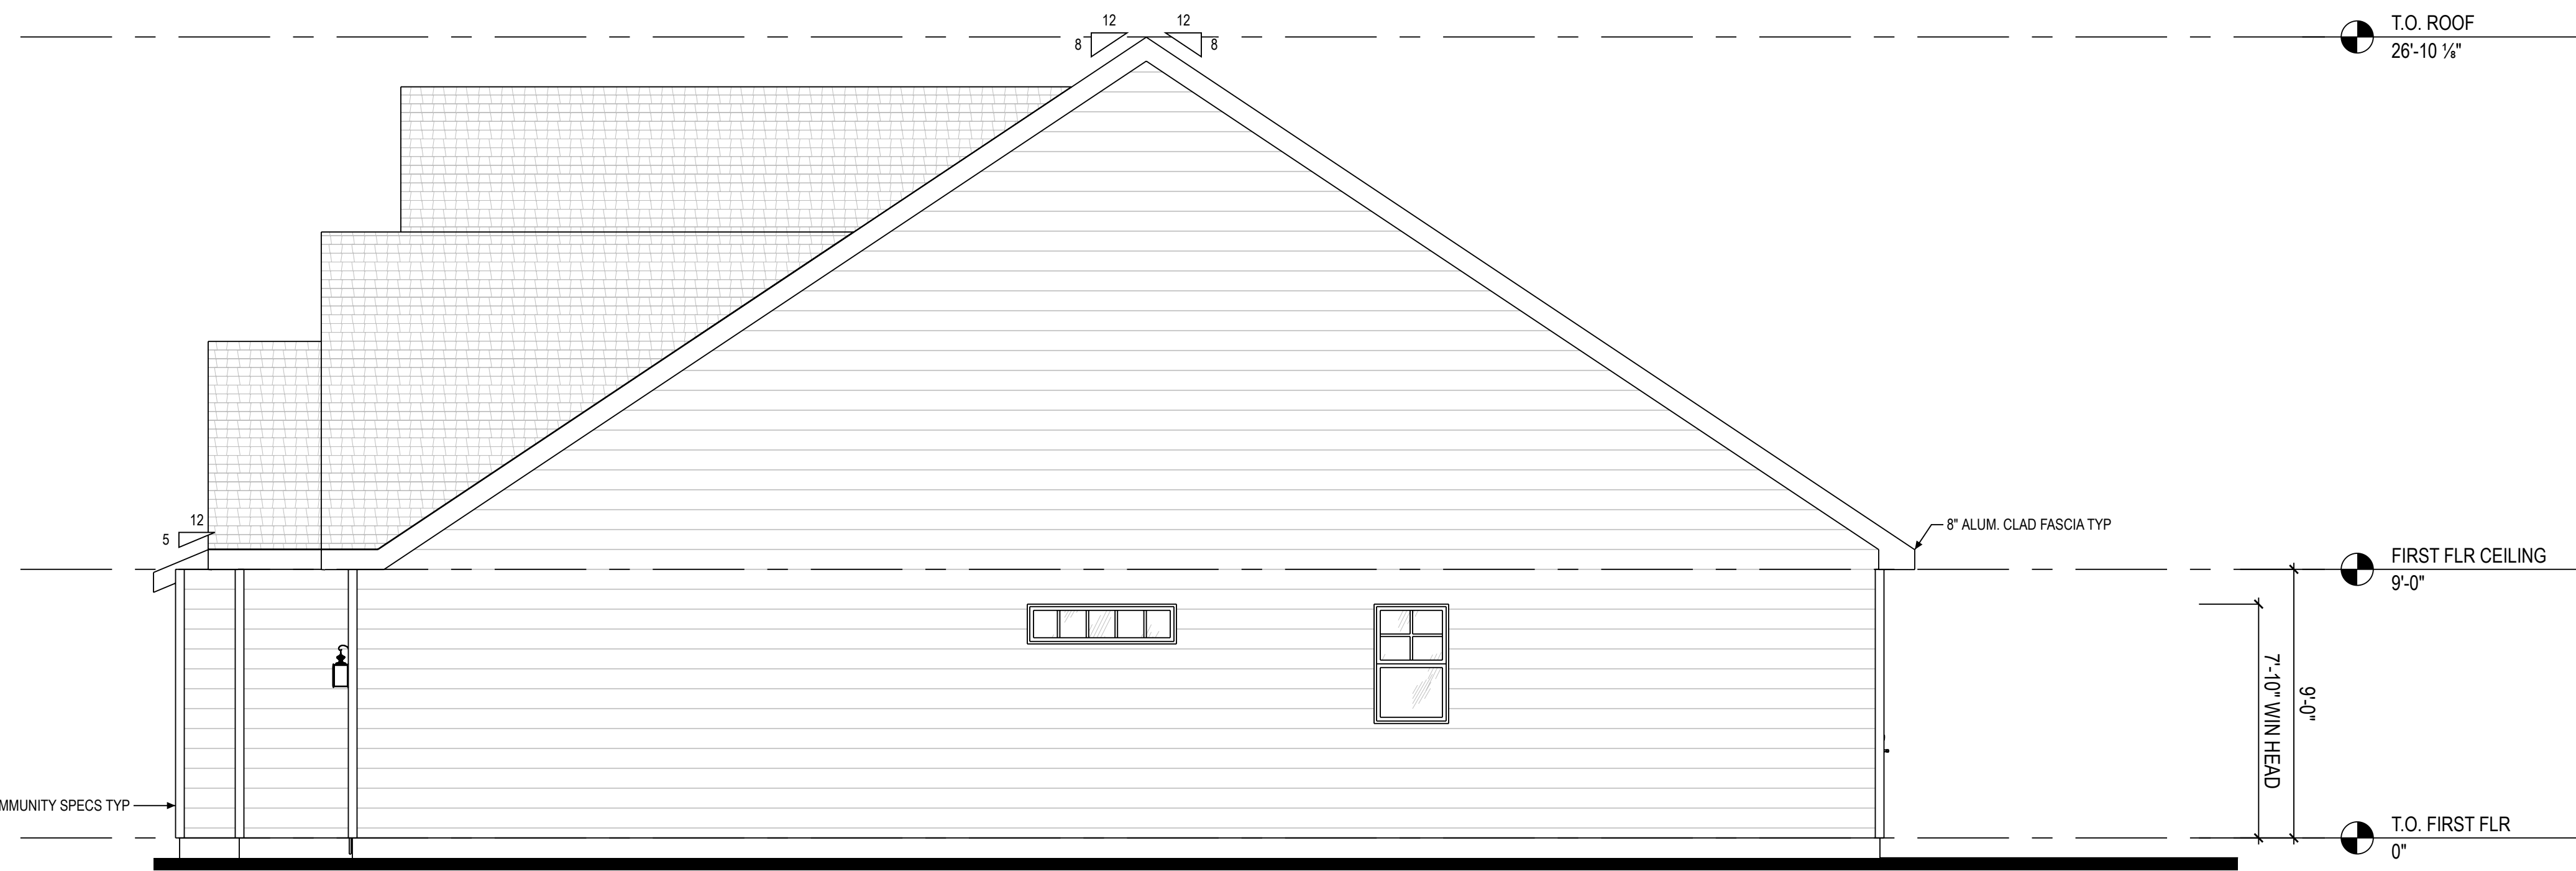 12 12
8 8
T.O. ROOF
26'-10 ⅛"
12
5
8" ALUM. CLAD FASCIA TYP
FIRST FLR CEILING
9'-0"
7'-10" WIN HEAD
9'-0"
SPECS TYP
T.O. FIRST FLR
0"